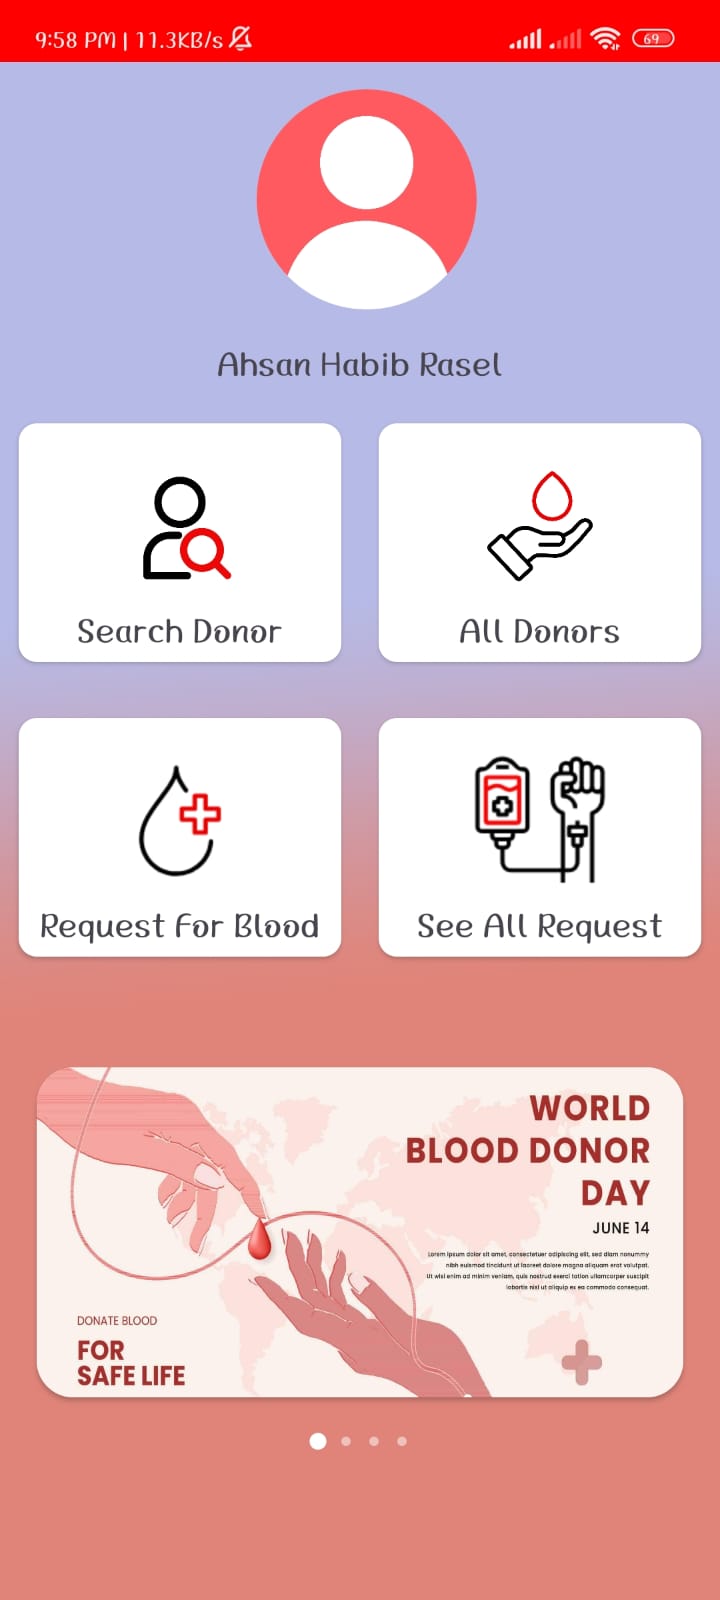 9:58 PM | 11.3KB/s
69
Ahsan Habib Rasel
Search Donor
All Donors
Request For Blood
See All Request
WORLD
BLOOD DONOR
DAY
JUNE 14
Lorem ipsum dolor sit amet, consectetuer adipiscing elit, sed diam nonummy
nibh euismod tincidunt ut laoreet dolore magna aliquam erat volutpat.
Ut wisi enim ad minim veniam, quis nostrud exerci tation ullamcorper suscipit
lobortis nisl ut aliquip ex ea commodo consequat.
DONATE BLOOD
FOR
SAFE LIFE